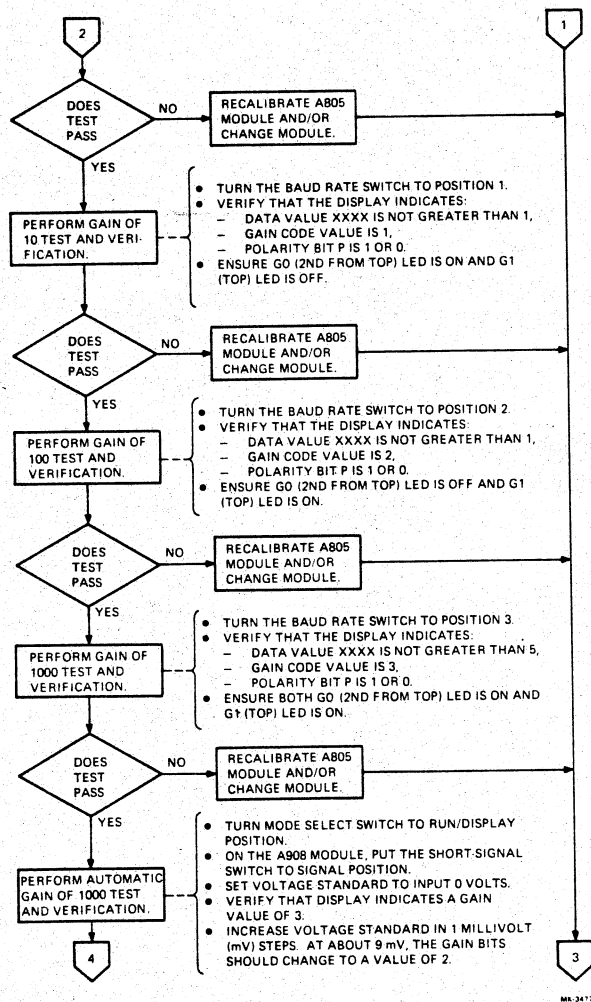 2
1
DOES
TEST
PASS
NO
RECALIBRATE A805
MODULE AND/OR
CHANGE MODULE.
YES
PERFORM GAIN OF
10 TEST AND VERI-
FICATION.
● TURN THE BAUD RATE SWITCH TO POSITION 1.
● VERIFY THAT THE DISPLAY INDICATES:
– DATA VALUE XXXX IS NOT GREATER THAN 1,
– GAIN CODE VALUE IS 1,
– POLARITY BIT P IS 1 OR 0.
● ENSURE G0 (2ND FROM TOP) LED IS ON AND G1
(TOP) LED IS OFF.
DOES
TEST
PASS
NO
RECALIBRATE A805
MODULE AND/OR
CHANGE MODULE.
YES
PERFORM GAIN OF
100 TEST AND
VERIFICATION.
● TURN THE BAUD RATE SWITCH TO POSITION 2.
● VERIFY THAT THE DISPLAY INDICATES:
– DATA VALUE XXXX IS NOT GREATER THAN 1,
– GAIN CODE VALUE IS 2,
– POLARITY BIT P IS 1 OR 0.
● ENSURE G0 (2ND FROM TOP) LED IS OFF AND G1
(TOP) LED IS ON.
DOES
TEST
PASS
NO
RECALIBRATE A805
MODULE AND/OR
CHANGE MODULE.
YES
PERFORM GAIN OF
1000 TEST AND
VERIFICATION.
● TURN THE BAUD RATE SWITCH TO POSITION 3.
● VERIFY THAT THE DISPLAY INDICATES:
– DATA VALUE XXXX IS NOT GREATER THAN 5,
– GAIN CODE VALUE IS 3,
– POLARITY BIT P IS 1 OR 0.
● ENSURE BOTH G0 (2ND FROM TOP) LED IS ON AND
G1 (TOP) LED IS ON.
DOES
TEST
PASS
NO
RECALIBRATE A805
MODULE AND/OR
CHANGE MODULE.
YES
PERFORM AUTOMATIC
GAIN OF 1000 TEST
AND VERIFICATION.
● TURN MODE SELECT SWITCH TO RUN/DISPLAY
POSITION.
● ON THE A908 MODULE, PUT THE SHORT-SIGNAL
SWITCH TO SIGNAL POSITION.
● SET VOLTAGE STANDARD TO INPUT 0 VOLTS.
● VERIFY THAT DISPLAY INDICATES A GAIN
VALUE OF 3.
● INCREASE VOLTAGE STANDARD IN 1 MILLIVOLT
(mV) STEPS. AT ABOUT 9 mV, THE GAIN BITS
SHOULD CHANGE TO A VALUE OF 2.
4
3